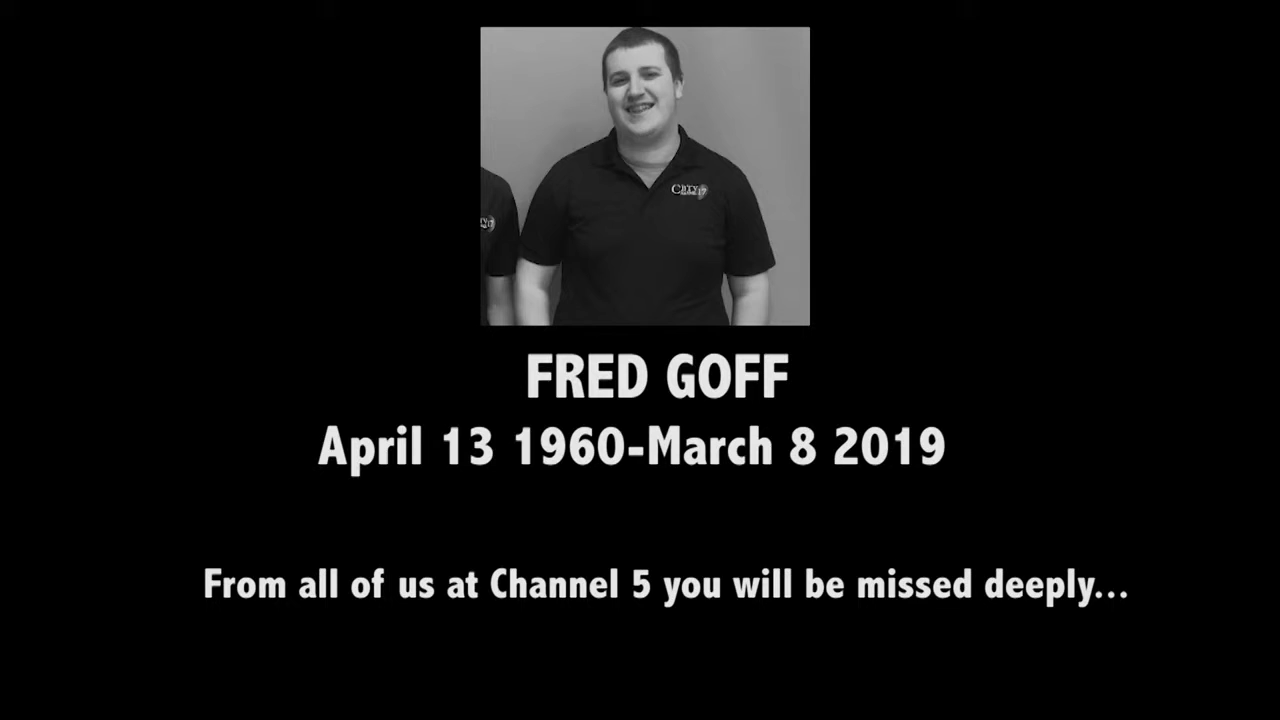 FRED GOFF
April 13 1960-March 8 2019
From all of us at Channel 5 you will be missed deeply...